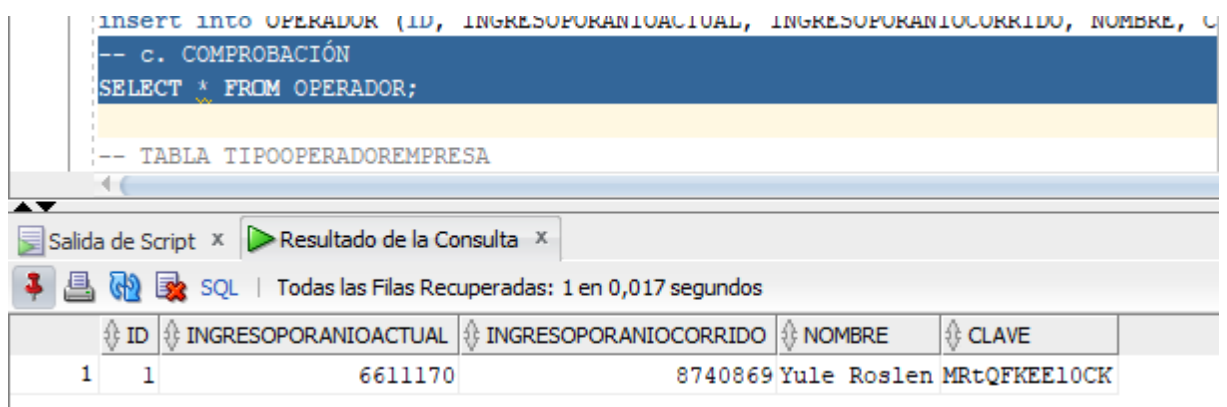 insert into OPERADOR (ID, INGRESOPORANIOACTUAL, INGRESOPORANIOCORRIDO, NOMBRE, C
-- c. COMPROBACIÓN
SELECT * FROM OPERADOR;
-- TABLA TIPOOPERADOREMPRESA
Salida de Script x Resultado de la Consulta x
SQL | Todas las Filas Recuperadas: 1 en 0,017 segundos
ID INGRESOPORANIOACTUAL INGRESOPORANIOCORRIDO NOMBRE CLAVE
1 1 6611170 8740869 Yule Roslen MRtQFKEEl0CK